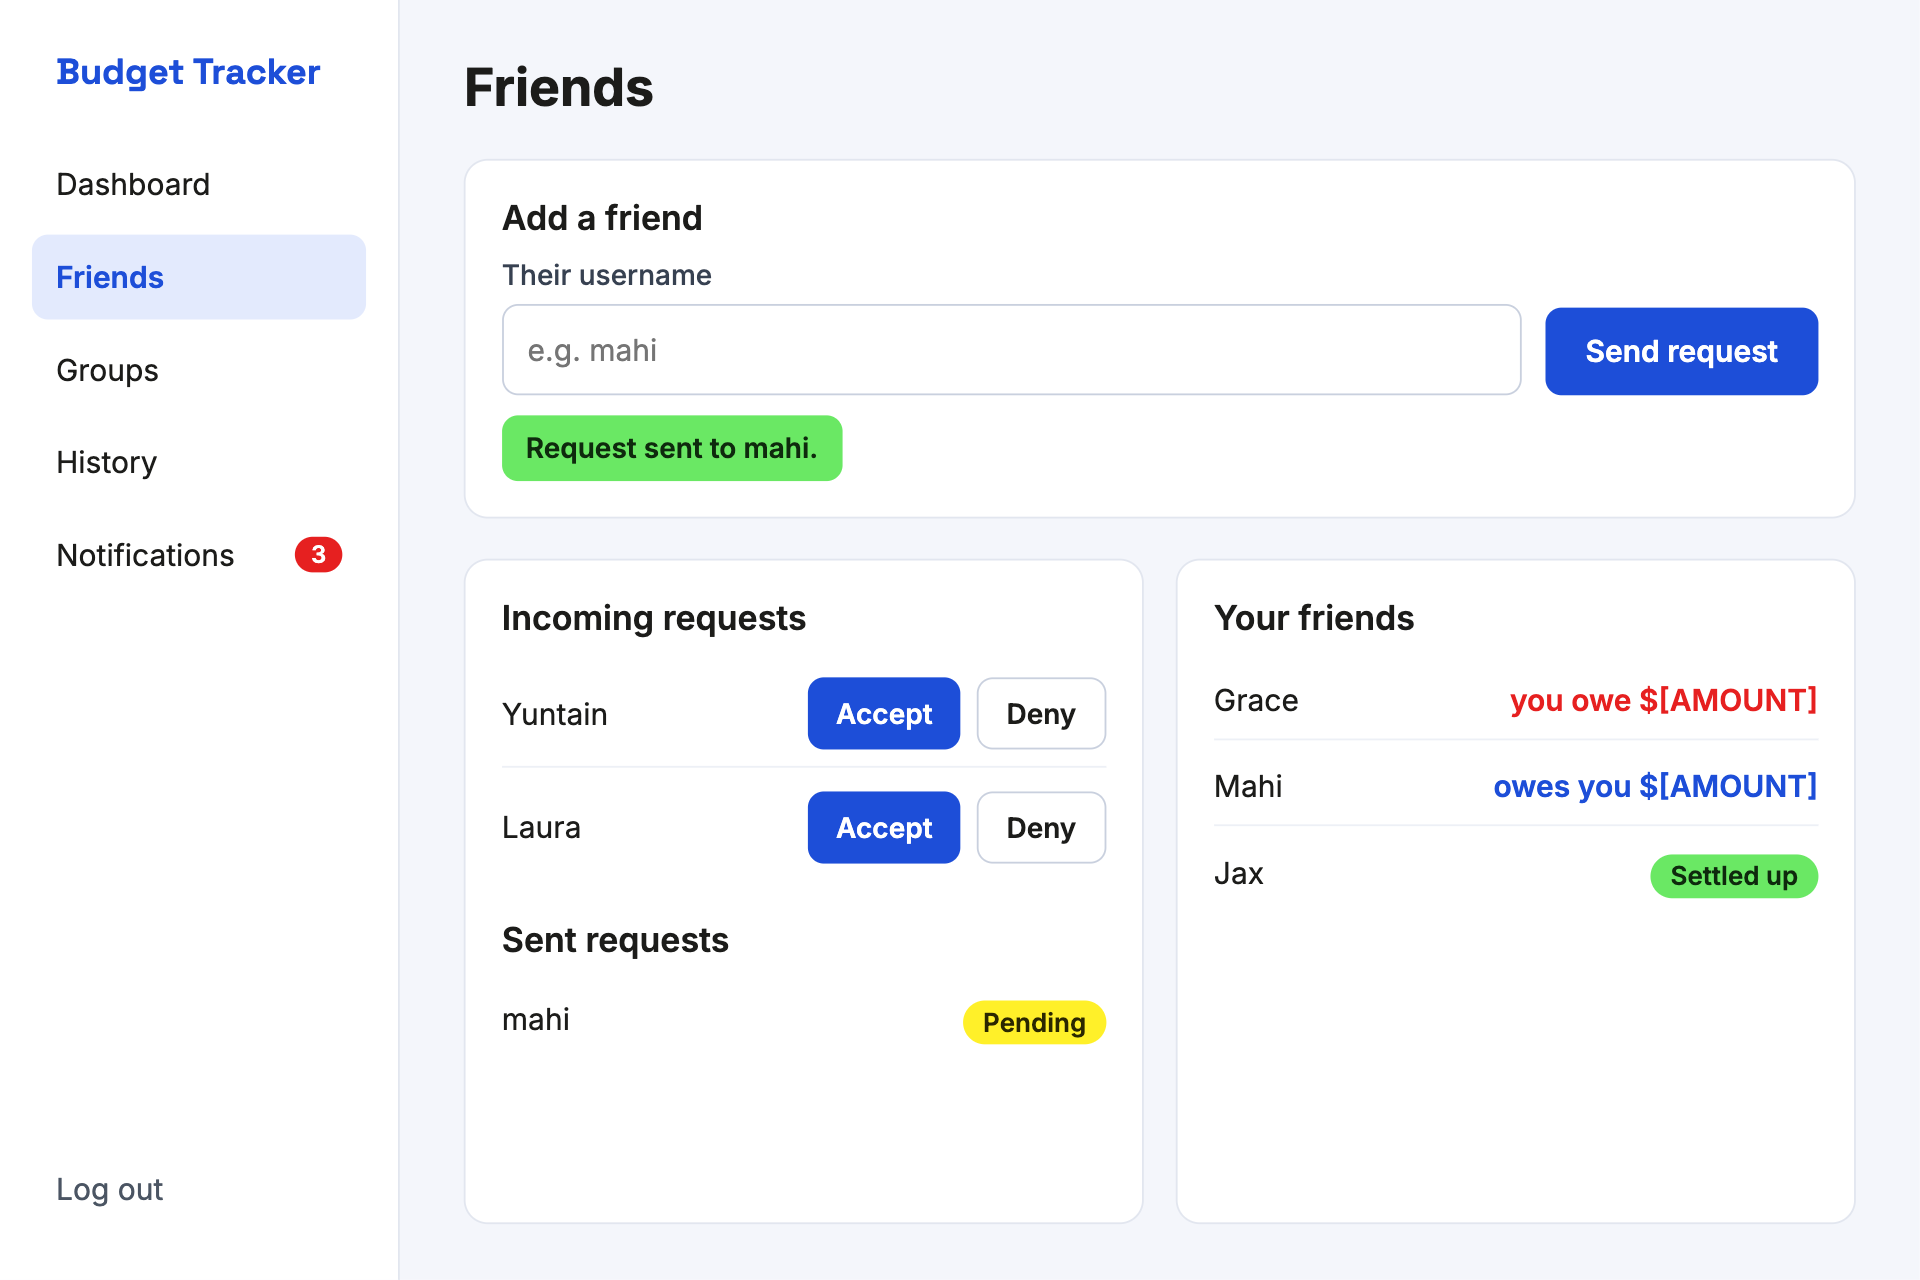 Budget Tracker
Dashboard
Friends
Groups
History
Notifications 3
Log out
Friends
Add a friend
Their username
e.g. mahi
Send request
Request sent to mahi.
Incoming requests
Yuntain Accept Deny
Laura Accept Deny
Sent requests
mahi Pending
Your friends
Grace you owe $[AMOUNT]
Mahi owes you $[AMOUNT]
Jax Settled up